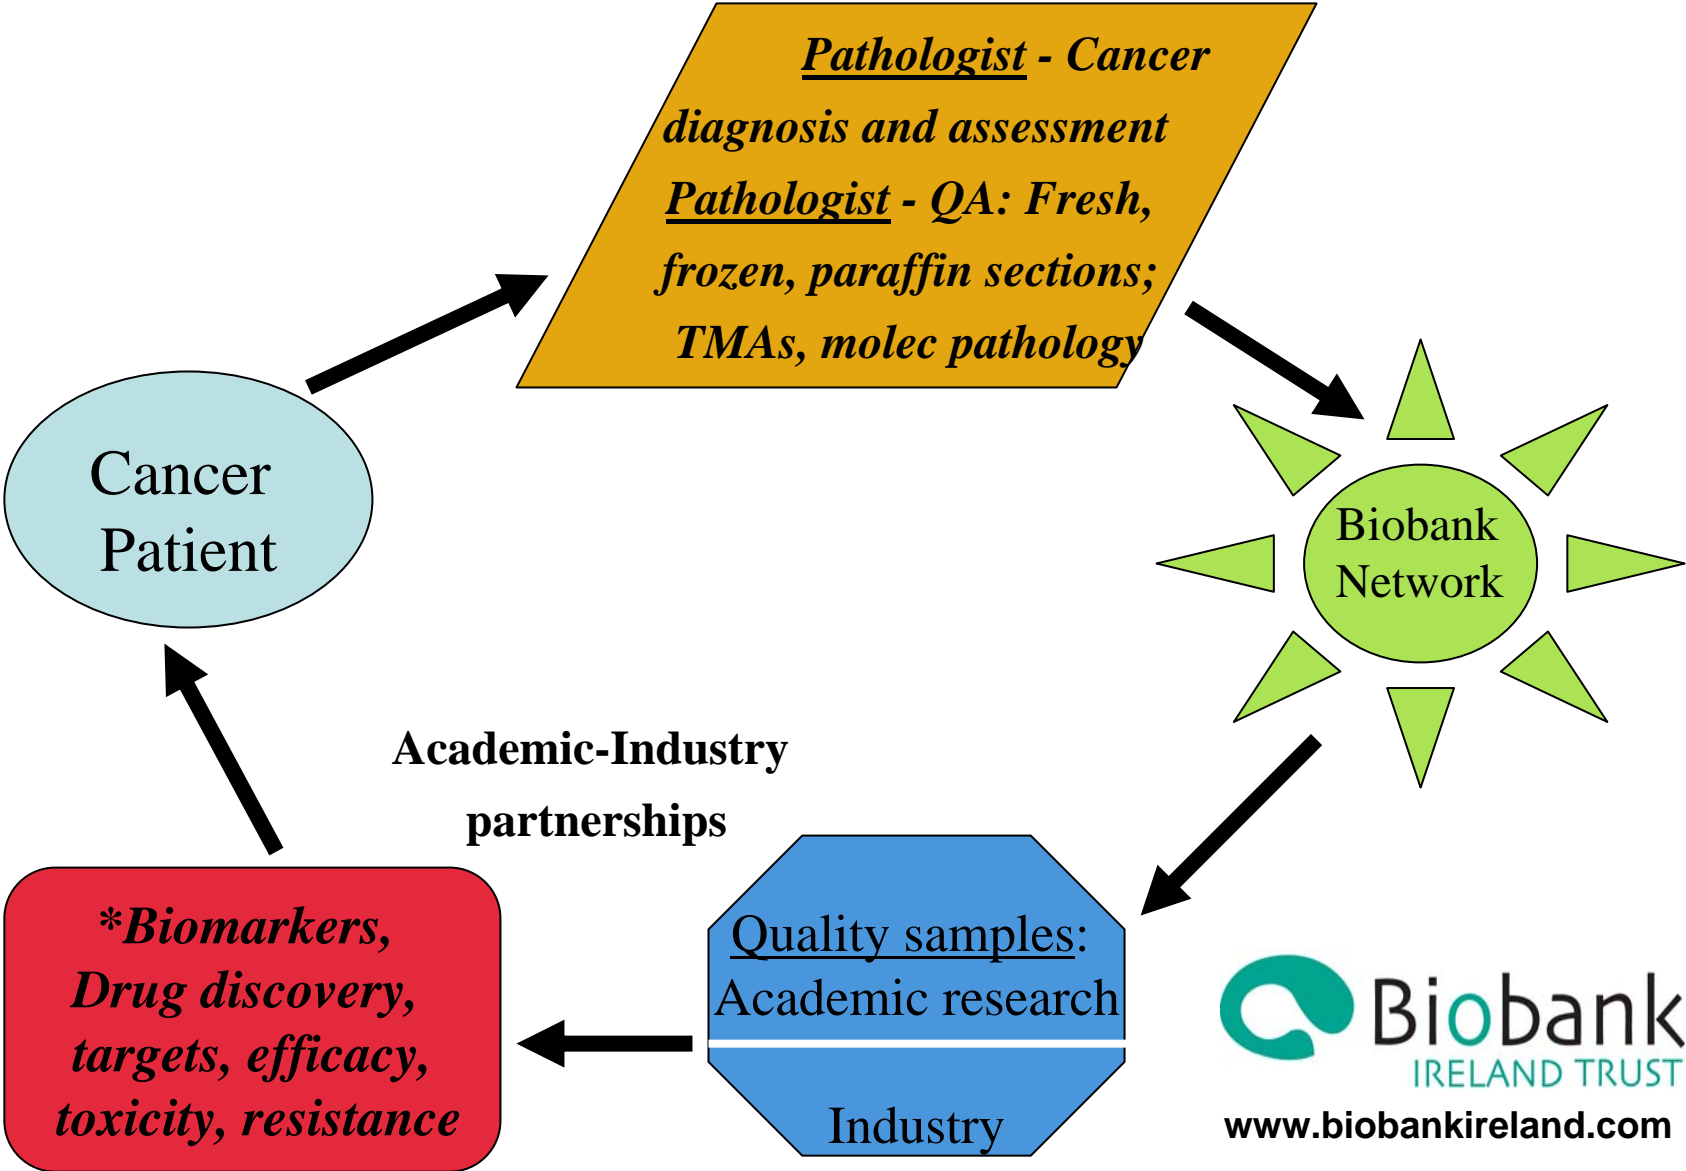 Pathologist - Cancer
diagnosis and assessment
Pathologist - QA: Fresh,
frozen, paraffin sections;
TMAs, molec pathology
Cancer
Patient
Biobank
Network
Academic-Industry
partnerships
*Biomarkers,
Drug discovery,
targets, efficacy,
toxicity, resistance
Quality samples:
Academic research
Industry
Biobank
IRELAND TRUST
www.biobankireland.com